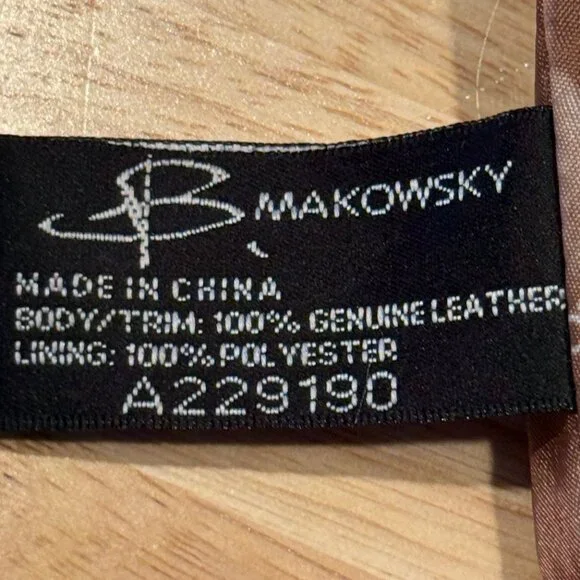 B MAKOWSKY
MADE IN CHINA
BODY/TRIM: 100% GENUINE LEATHER
LINING: 100% POLYESTER
A229190